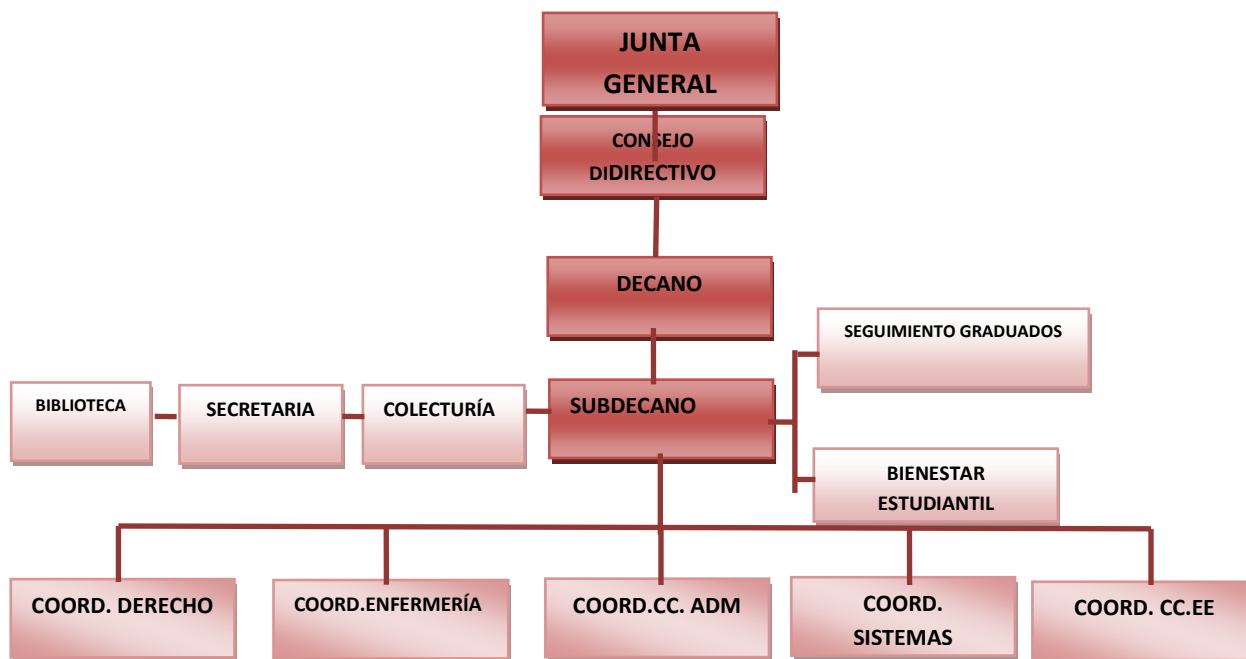 JUNTA
GENERAL
CONSEJO
DIDIRECTIVO
DECANO
SEGUIMIENTO GRADUADOS
BIBLIOTECA
SECRETARIA
COLECTURÍA
SUBDECANO
BIENESTAR
ESTUDIANTIL
COORD. DERECHO
COORD.ENFERMERÍA
COORD.CC. ADM
COORD.
SISTEMAS
COORD. CC.EE